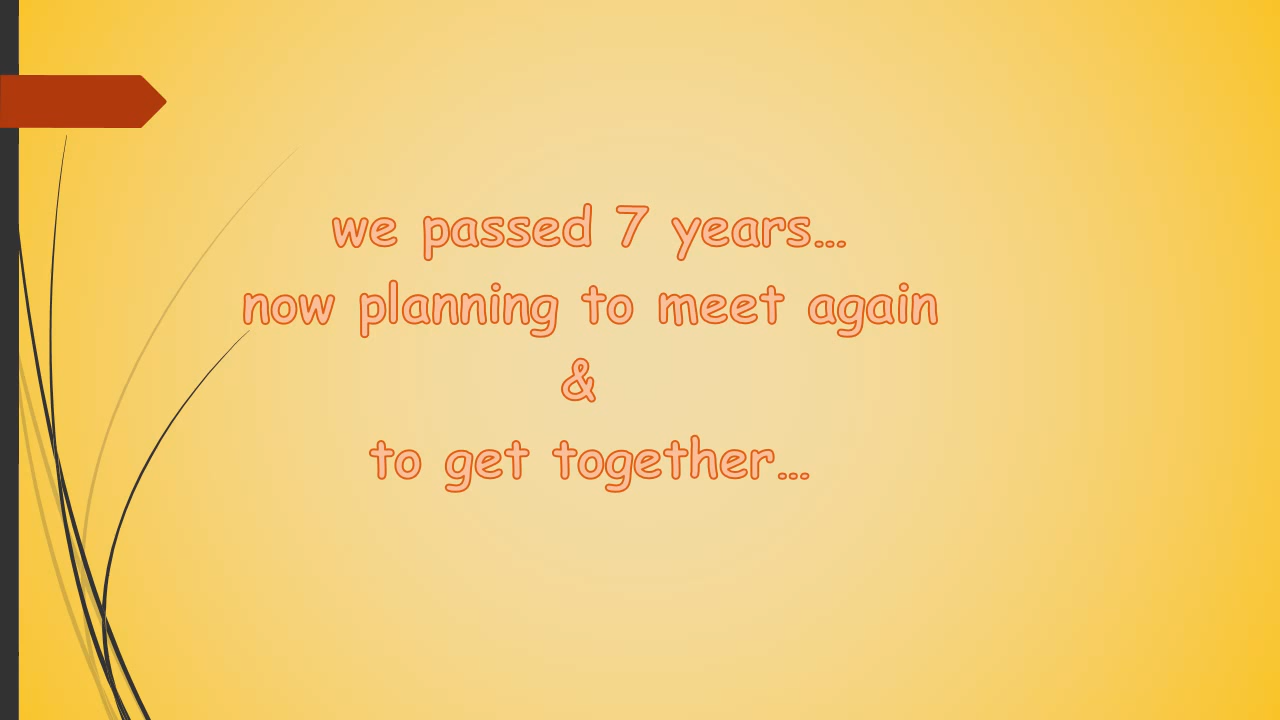 we passed 7 years...
now planning to meet again
&
to get together...